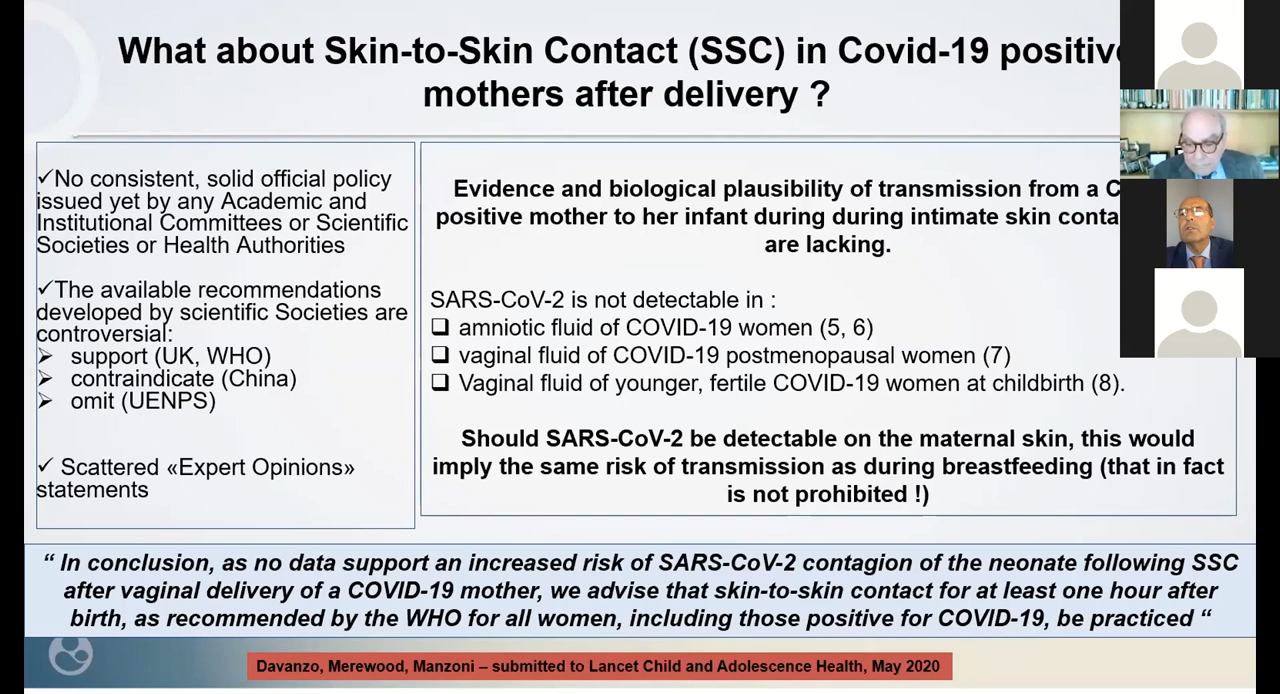 What about Skin-to-Skin Contact (SSC) in Covid-19 positive
mothers after delivery ?
✓No consistent, solid official policy
issued yet by any Academic and
Institutional Committees or Scientific
Societies or Health Authorities
✓The available recommendations
developed by scientific Societies are
controversial:
➢ support (UK, WHO)
➢ contraindicate (China)
➢ omit (UENPS)
✓ Scattered «Expert Opinions»
statements
Evidence and biological plausibility of transmission from a
positive mother to her infant during during intimate skin
are lacking.
SARS-CoV-2 is not detectable in :
❑ amniotic fluid of COVID-19 women (5, 6)
❑ vaginal fluid of COVID-19 postmenopausal women (7)
❑ Vaginal fluid of younger, fertile COVID-19 women at childbirth (8).
Should SARS-CoV-2 be detectable on the maternal skin, this would
imply the same risk of transmission as during breastfeeding (that in fact
is not prohibited !)
“ In conclusion, as no data support an increased risk of SARS-CoV-2 contagion of the neonate following SSC
after vaginal delivery of a COVID-19 mother, we advise that skin-to-skin contact for at least one hour after
birth, as recommended by the WHO for all women, including those positive for COVID-19, be practiced “
Davanzo, Merewood, Manzoni – submitted to Lancet Child and Adolescence Health, May 2020